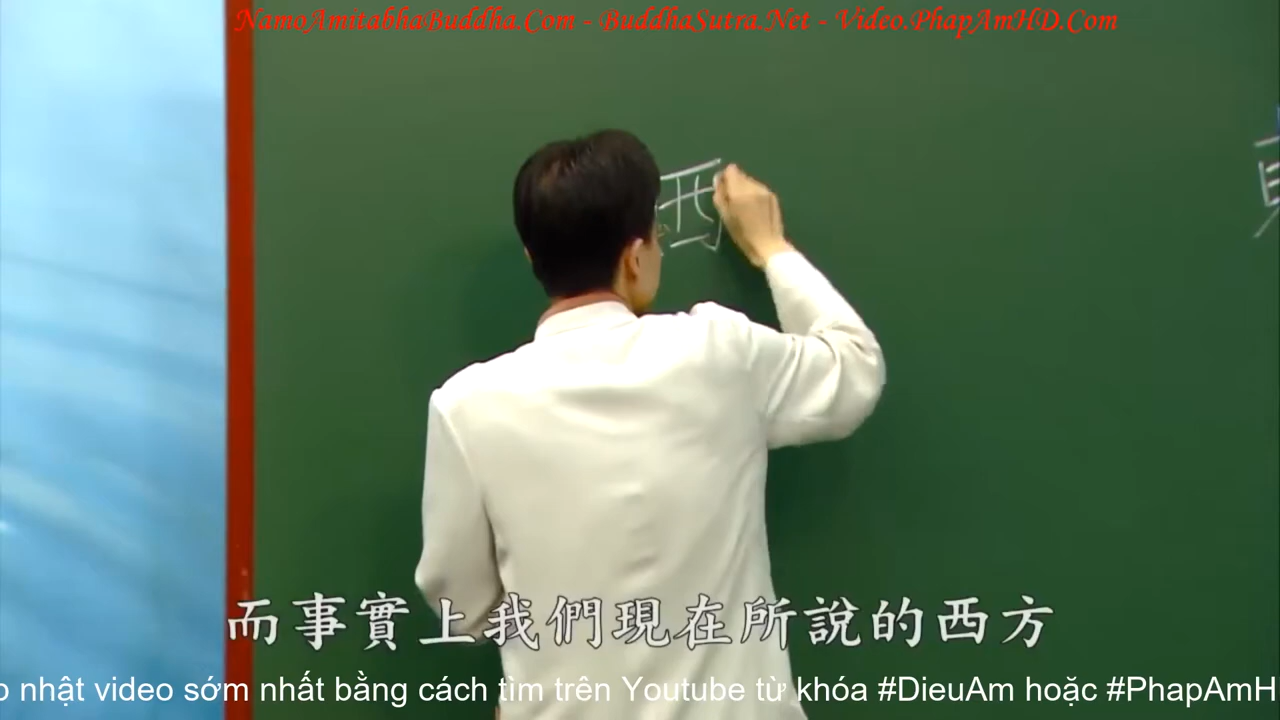 NamoAmitabhaBuddha.Com - BuddhaSutra.Net - Video.PhapAmHD.Com
西
而事實上我們現在所說的西方
nhật video sớm nhất bằng cách tìm trên Youtube từ khóa #DieuAm hoặc #PhapAmH